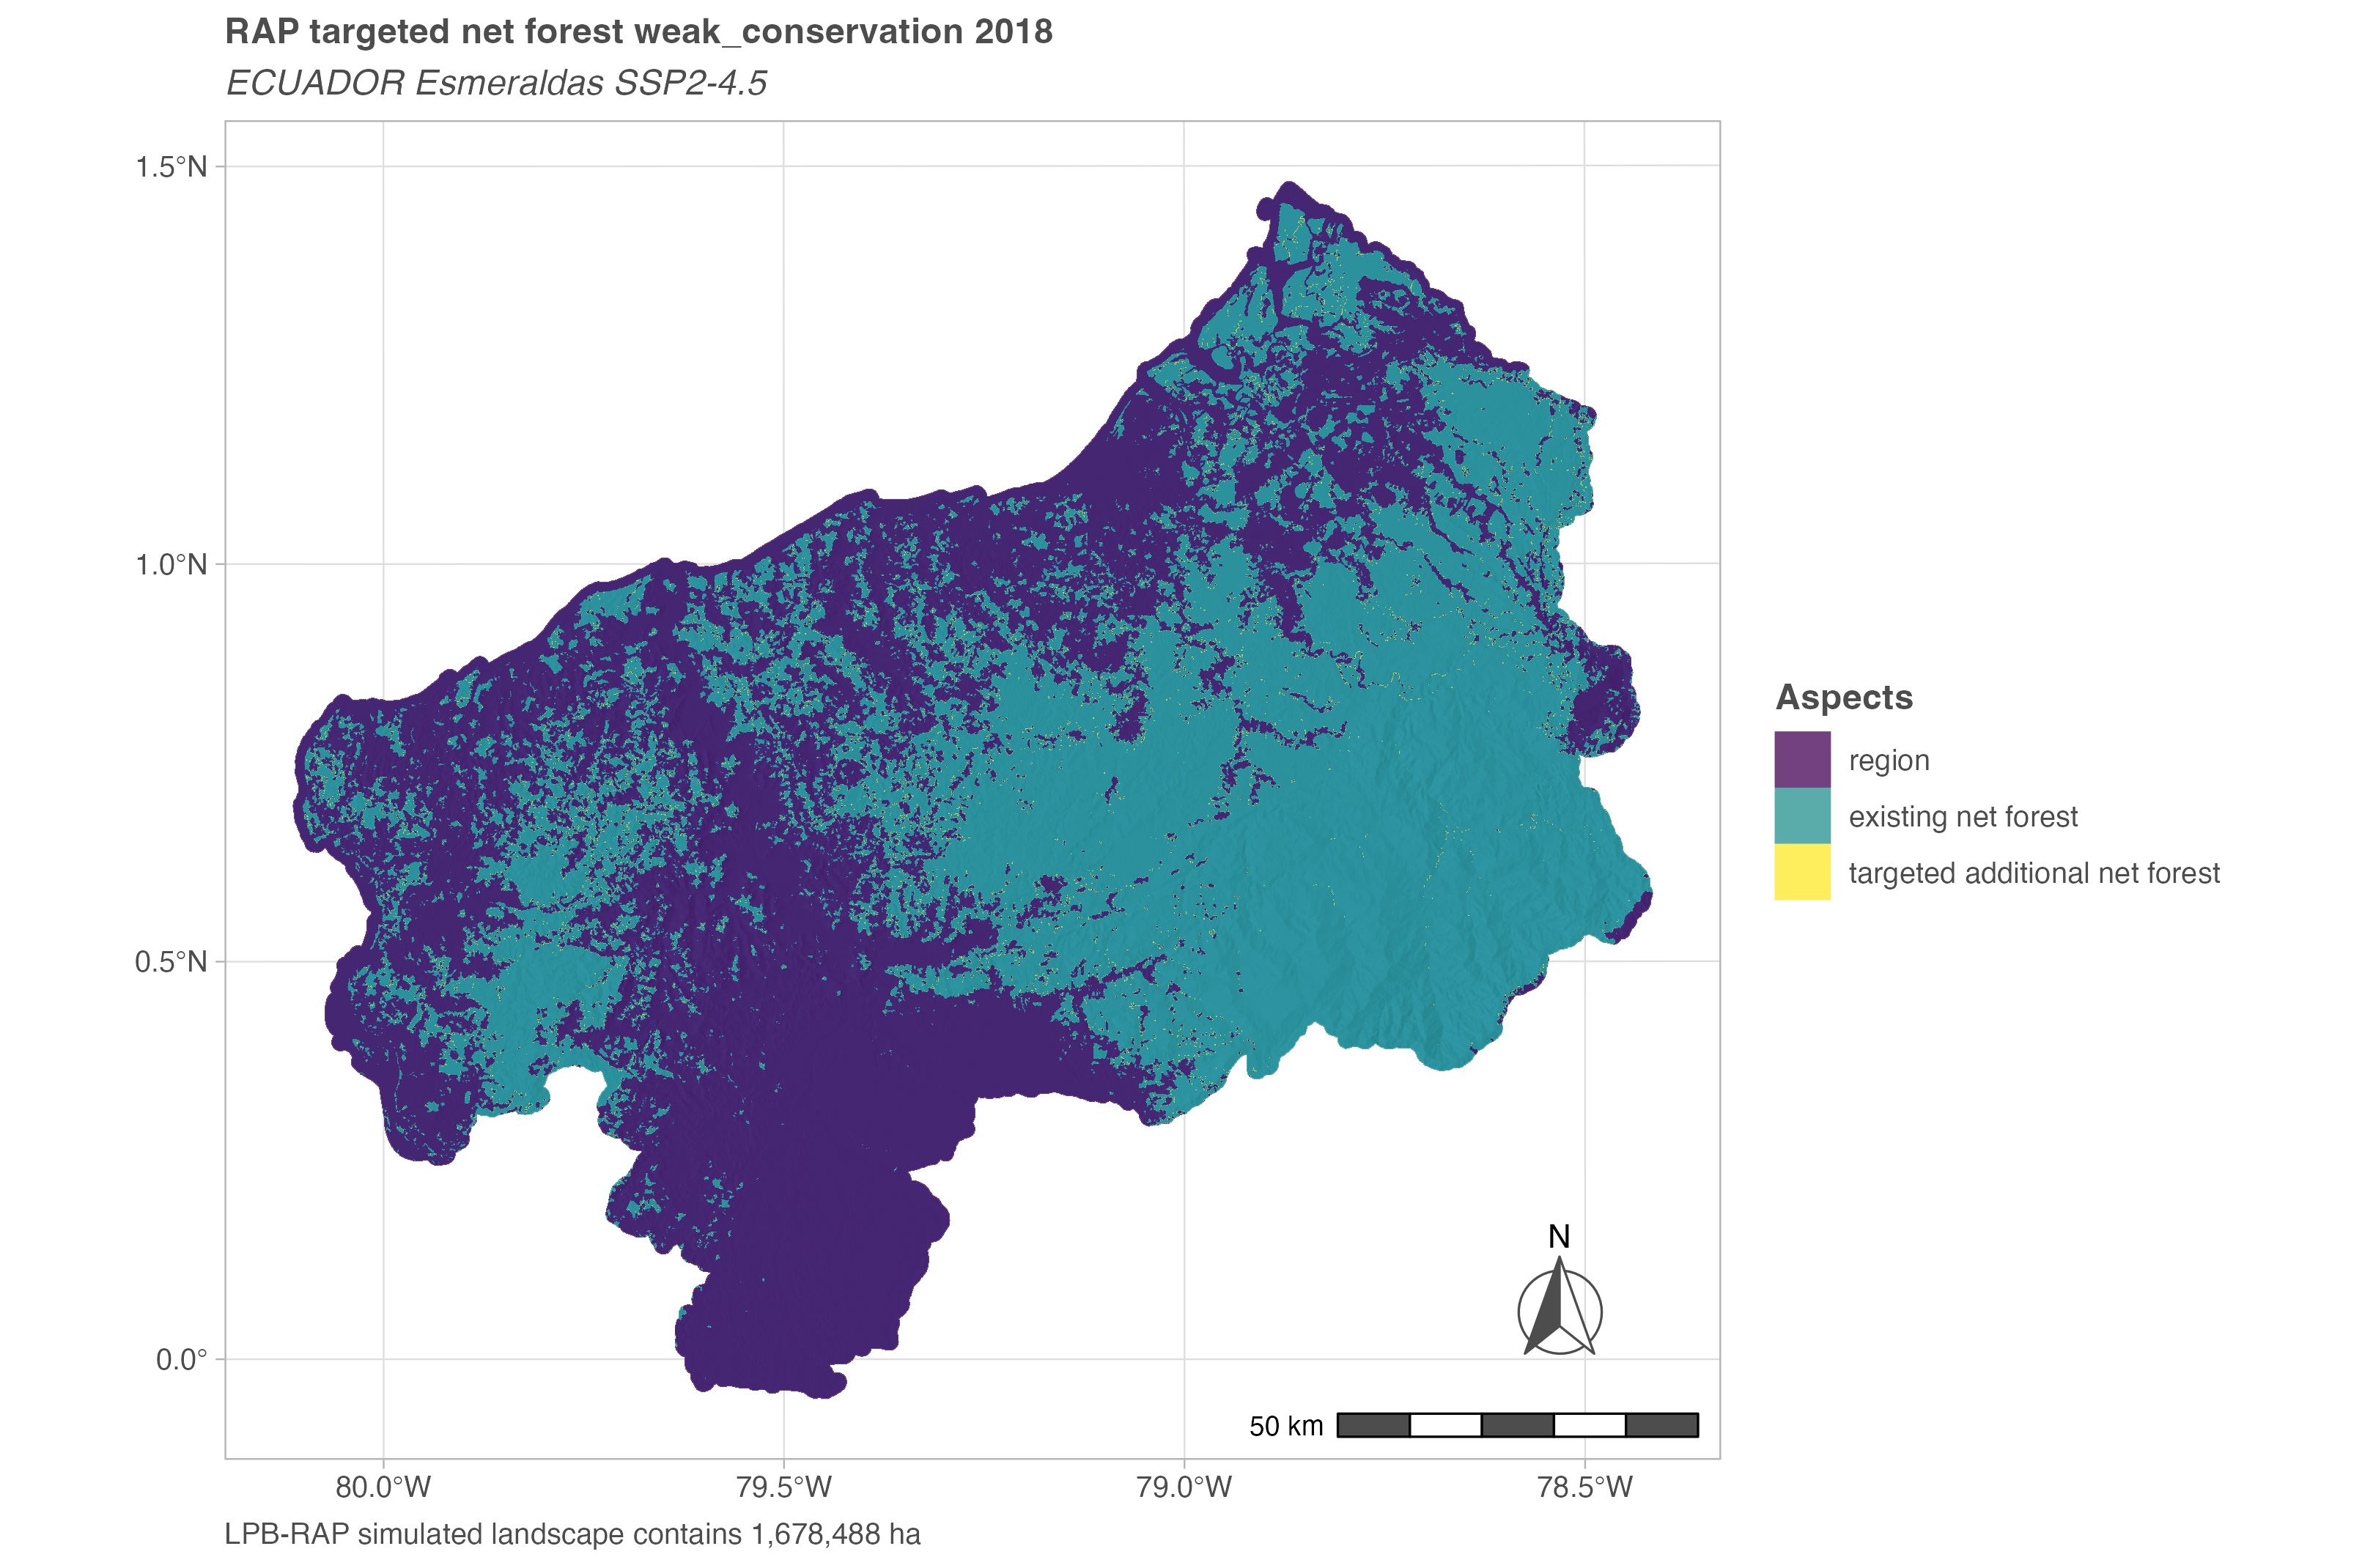 RAP targeted net forest weak_conservation 2018
ECUADOR Esmeraldas SSP2-4.5
1.5°N
1.0°N
0.5°N
0.0°
80.0°W
79.5°W
79.0°W
78.5°W
N
50 km
Aspects
region
existing net forest
targeted additional net forest
LPB-RAP simulated landscape contains 1,678,488 ha